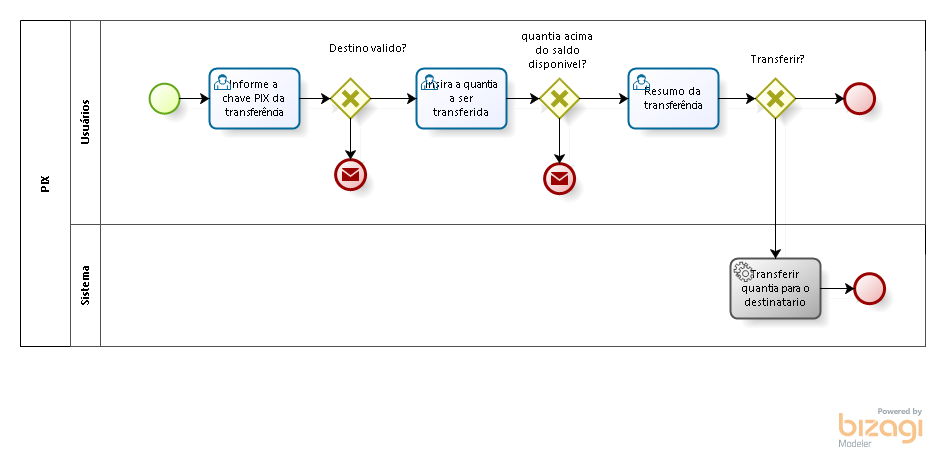 PIX
Usuários
Destino valido?
quantia acima
do saldo
disponivel?
Transferir?
Informe a
chave PIX da
transferência
Insira a quantia
a ser
transferida
Resumo da
transferência
Sistema
Transferir
quantia para o
destinatario
Powered by
bizagi
Modeler